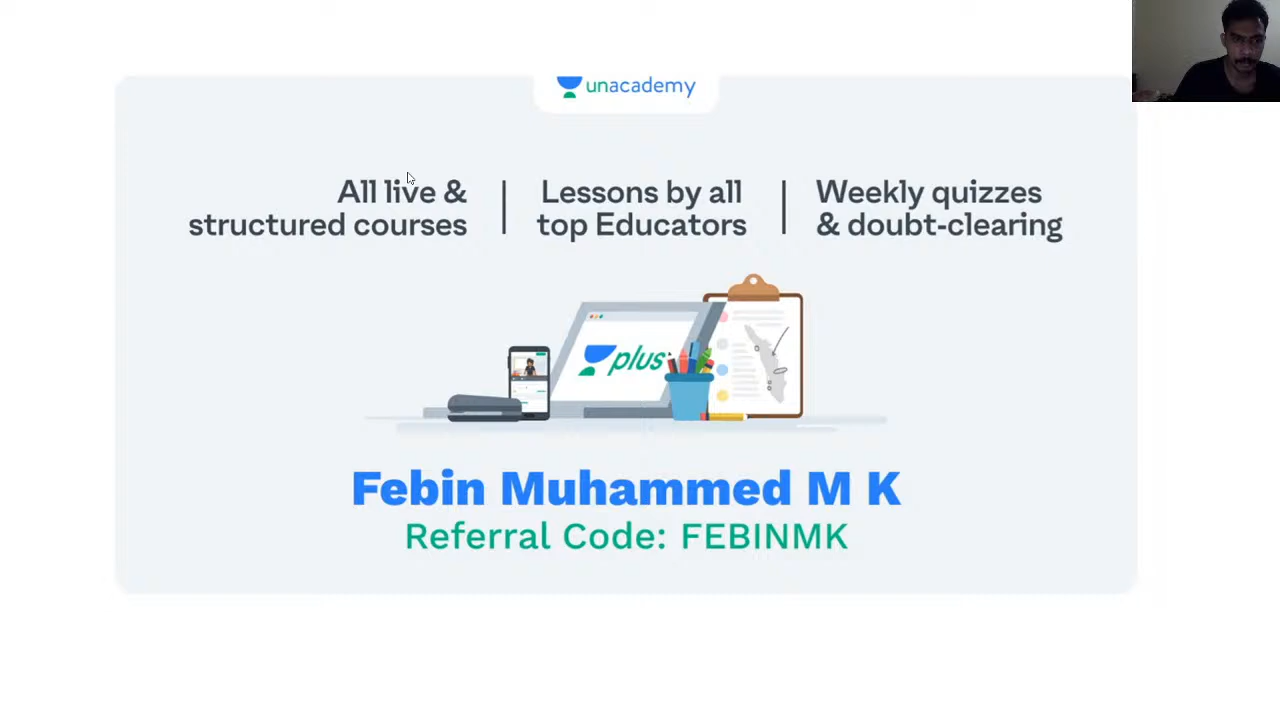 unacademy
All live &
structured courses
Lessons by all
top Educators
Weekly quizzes
& doubt-clearing
plus
Febin Muhammed M K
Referral Code: FEBINMK